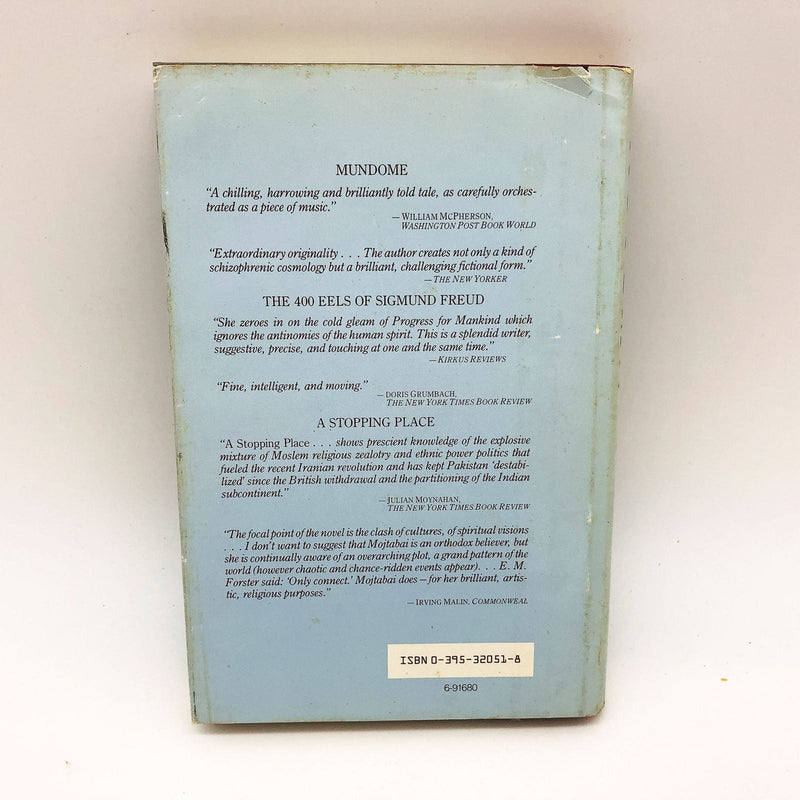 MUNDOME
“A chilling, harrowing and brilliantly told tale, as carefully orches-
trated as a piece of music.”
— WILLIAM MCPHERSON,
WASHINGTON POST BOOK WORLD
“Extraordinary originality . . . The author creates not only a kind of
schizophrenic cosmology but a brilliant, challenging fictional form.”
— THE NEW YORKER
THE 400 EELS OF SIGMUND FREUD
“She zeroes in on the cold gleam of Progress for Mankind which
ignores the antinomies of the human spirit. This is a splendid writer,
suggestive, precise, and touching at one and the same time.”
— KIRKUS REVIEWS
“Fine, intelligent, and moving.”
— DORIS GRUMBACH,
THE NEW YORK TIMES BOOK REVIEW
A STOPPING PLACE
“A Stopping Place . . . shows prescient knowledge of the explosive
mixture of Moslem religious zealotry and ethnic power politics that
fueled the recent Iranian revolution and has kept Pakistan ‘destabi-
lized’ since the British withdrawal and the partitioning of the Indian
subcontinent.”
— JULIAN MOYNAHAN,
THE NEW YORK TIMES BOOK REVIEW
“The focal point of the novel is the clash of cultures, of spiritual visions
. . . I don’t want to suggest that Mojtabai is an orthodox believer, but
she is continually aware of an overarching plot, a grand pattern of the
world (however chaotic and chance-ridden events appear). . . E. M.
Forster said: ‘Only connect.’ Mojtabai does – for her brilliant, artis-
tic, religious purposes.”
— IRVING MALIN, COMMONWEAL
ISBN 0-395-32051-8
6-91680